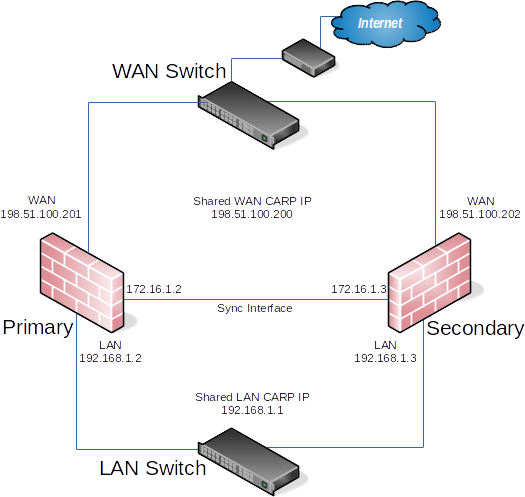 Internet
WAN Switch
WAN
198.51.100.201
Shared WAN CARP IP
198.51.100.200
WAN
198.51.100.202
172.16.1.2
172.16.1.3
Sync Interface
Primary
Secondary
LAN
192.168.1.2
LAN
192.168.1.3
Shared LAN CARP IP
192.168.1.1
LAN Switch